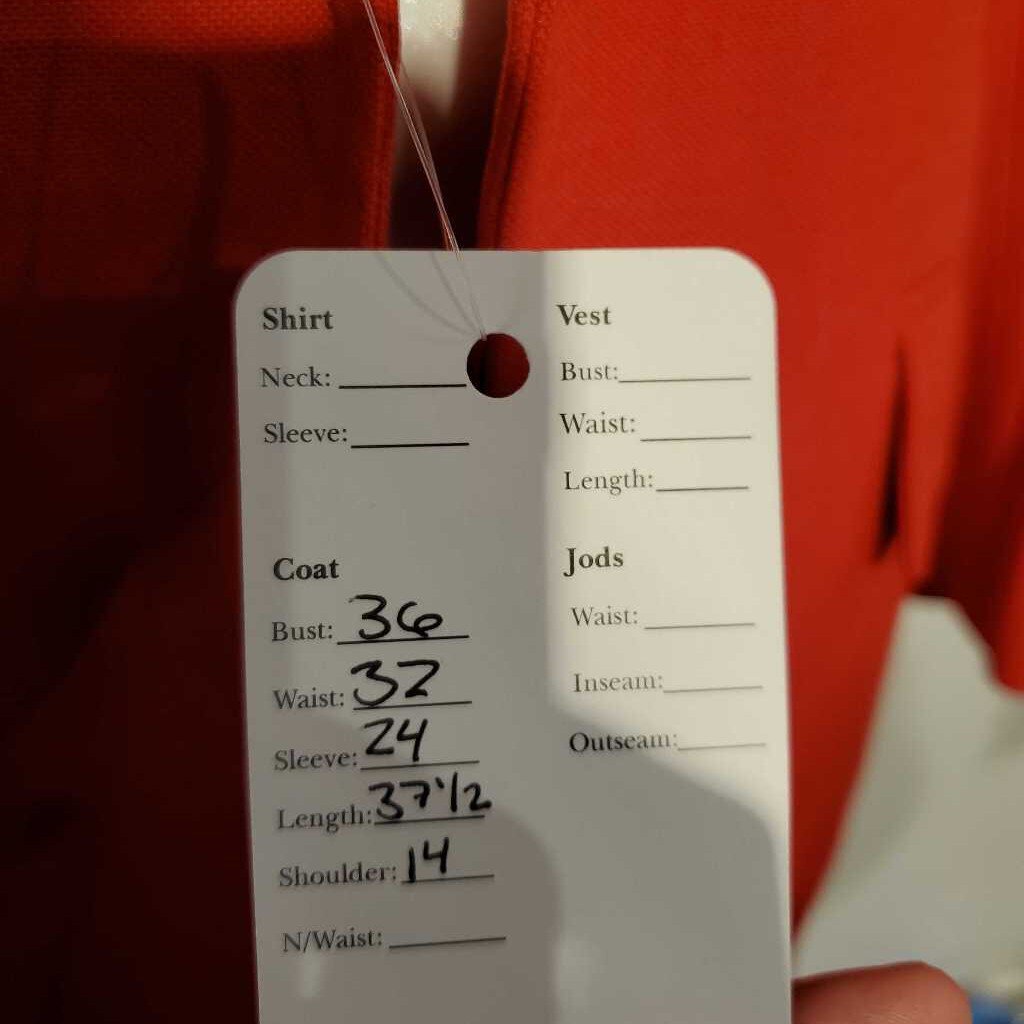 Shirt
Neck:
Sleeve:
Coat
Bust: 36
Waist: 32
Sleeve: 24
Length: 37 1/2
Shoulder: 14
N/Waist:
Vest
Bust:
Waist:
Length:
Jods
Waist:
Inseam:
Outseam: